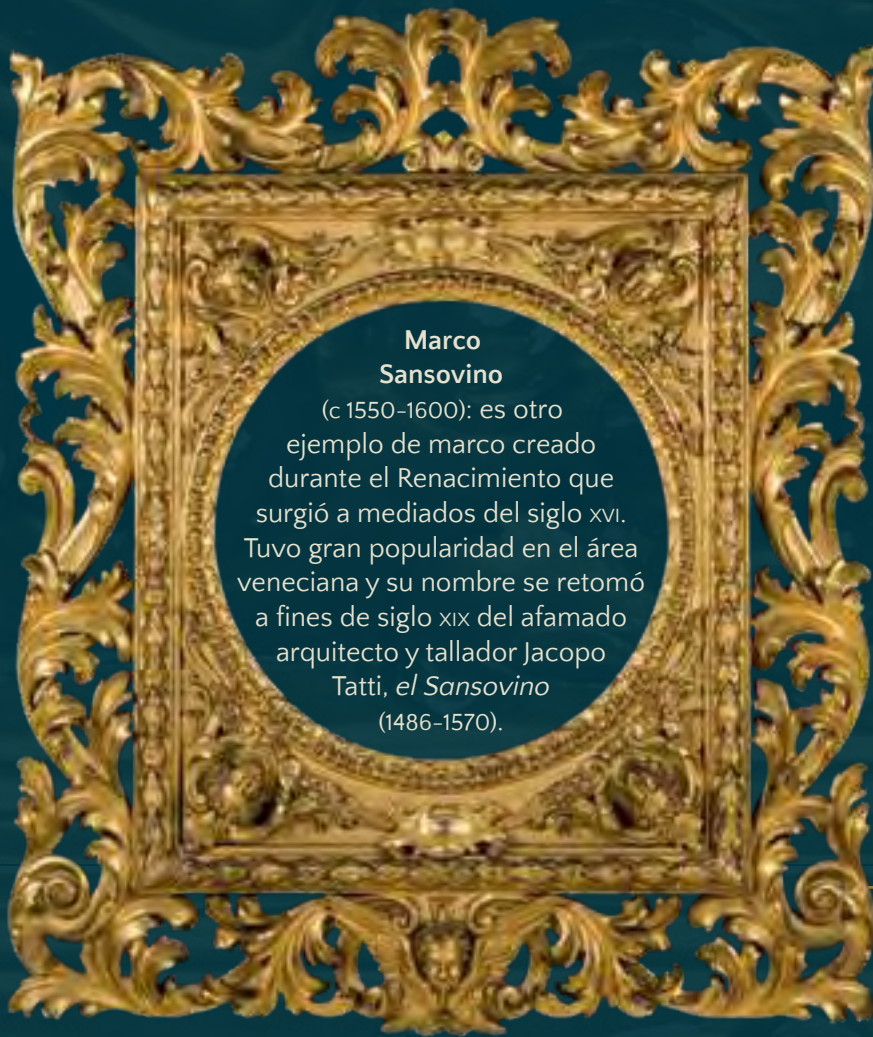 Marco
Sansovino
(c 1550-1600): es otro
ejemplo de marco creado
durante el Renacimiento que
surgió a mediados del siglo XVI.
Tuvo gran popularidad en el área
veneciana y su nombre se retomó
a fines de siglo XIX del afamado
arquitecto y tallador Jacopo
Tatti, el Sansovino
(1486-1570).